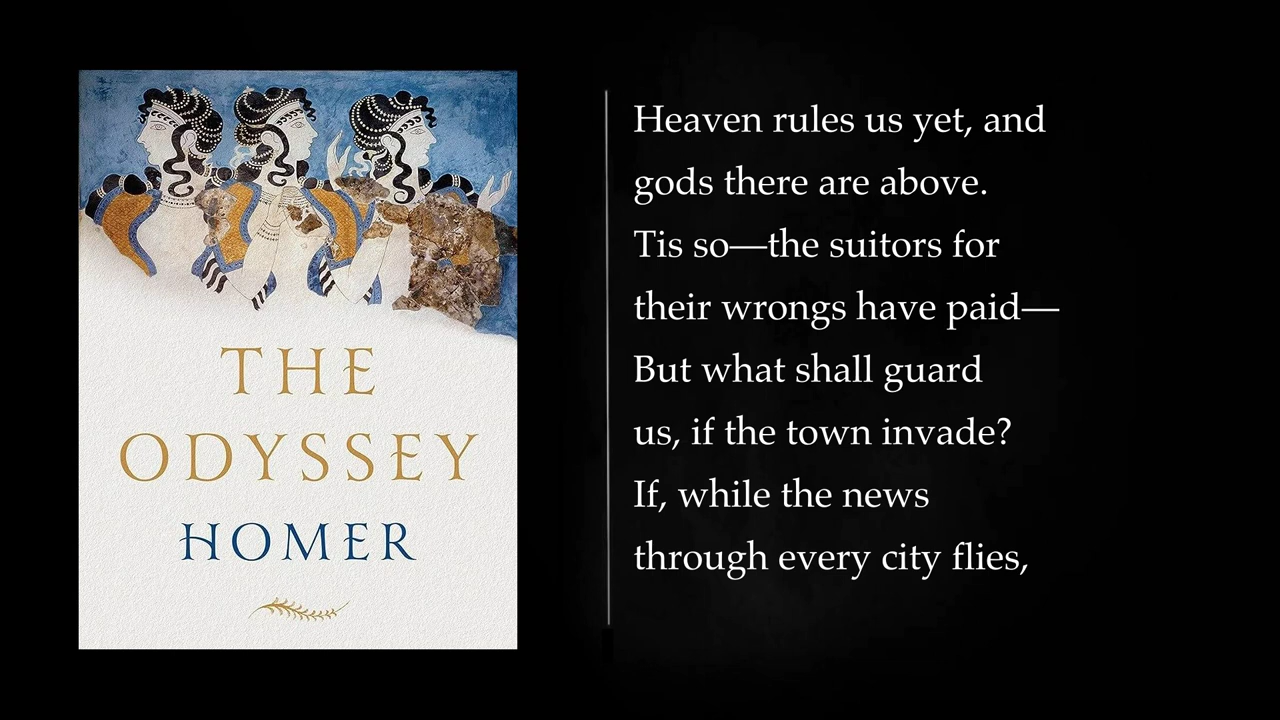 THE
ODYSSEY
HOMER
Heaven rules us yet, and
gods there are above.
Tis so—the suitors for
their wrongs have paid—
But what shall guard
us, if the town invade?
If, while the news
through every city flies,